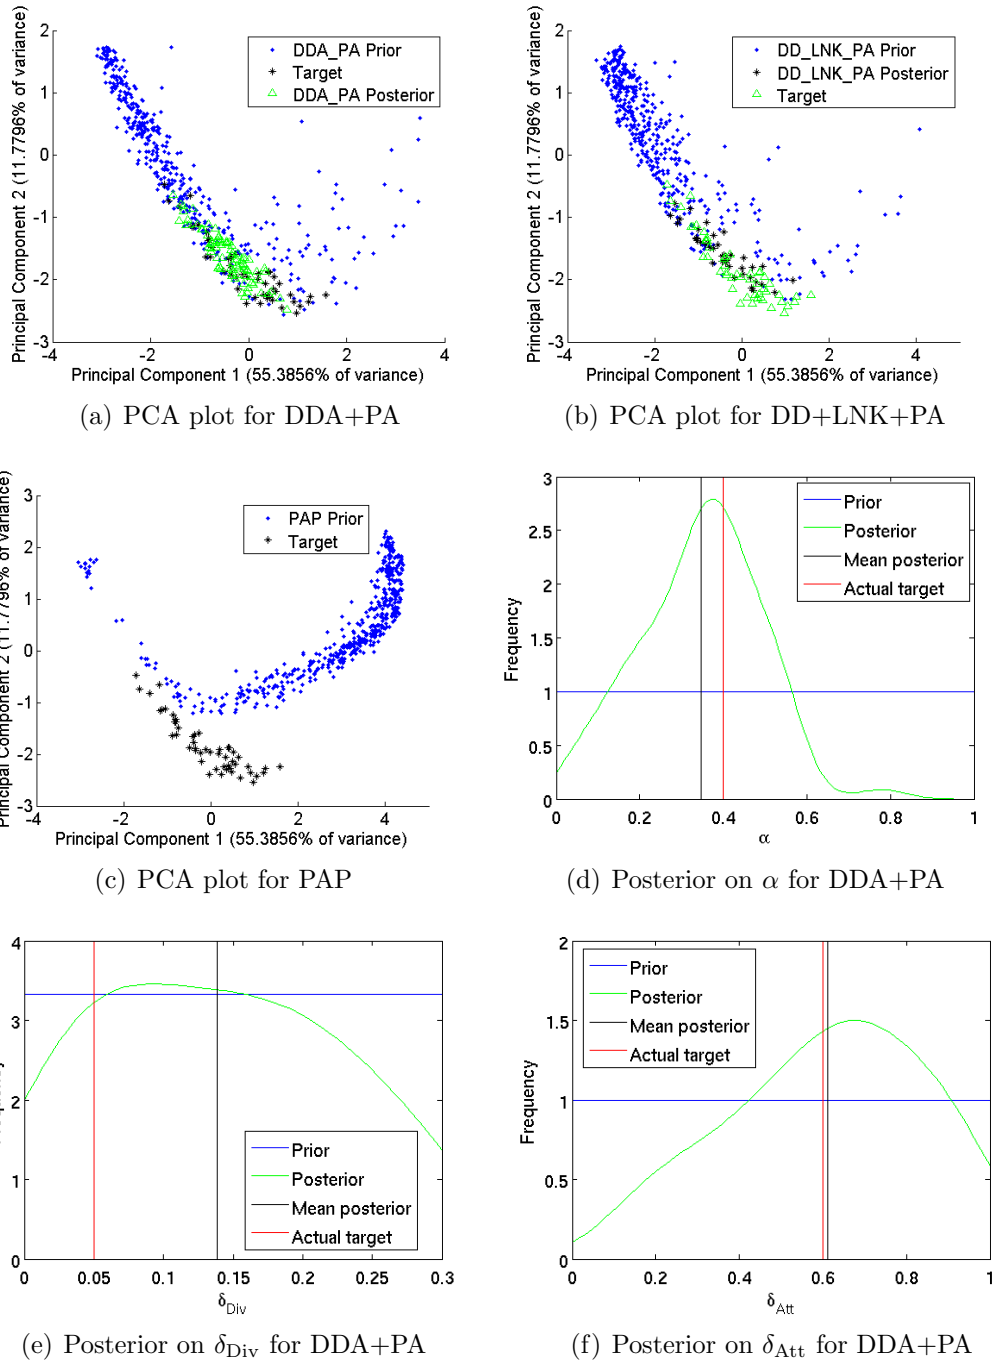 Principal Component 2 (11.7796% of variance)
2
1
0
-1
-2
-3
-4
-2
0
2
4
DDA_PA Prior
Target
DDA_PA Posterior
Principal Component 1 (55.3856% of variance)
(a) PCA plot for DDA+PA
Principal Component 2 (11.7796% of variance)
2
1
0
-1
-2
-3
-4
-2
0
2
4
6
DD_LNK_PA Prior
DD_LNK_PA Posterior
Target
Principal Component 1 (55.3856% of variance)
(b) PCA plot for DD+LNK+PA
Principal Component 2 (11.7796% of variance)
3
2
1
0
-1
-2
-3
-4
-2
0
2
4
PAP Prior
Target
Principal Component 1 (55.3856% of variance)
(c) PCA plot for PAP
Frequency
3
2.5
2
1.5
1
0.5
0
0
0.2
0.4
0.6
0.8
1
Prior
Posterior
Mean posterior
Actual target
α
(d) Posterior on α for DDA+PA
Frequency
4
3
2
1
0
0
0.05
0.1
0.15
0.2
0.25
0.3
Prior
Posterior
Mean posterior
Actual target
δDiv
(e) Posterior on δDiv for DDA+PA
Frequency
2
1.5
1
0.5
0
0
0.2
0.4
0.6
0.8
1
Prior
Posterior
Mean posterior
Actual target
δAtt
(f) Posterior on δAtt for DDA+PA